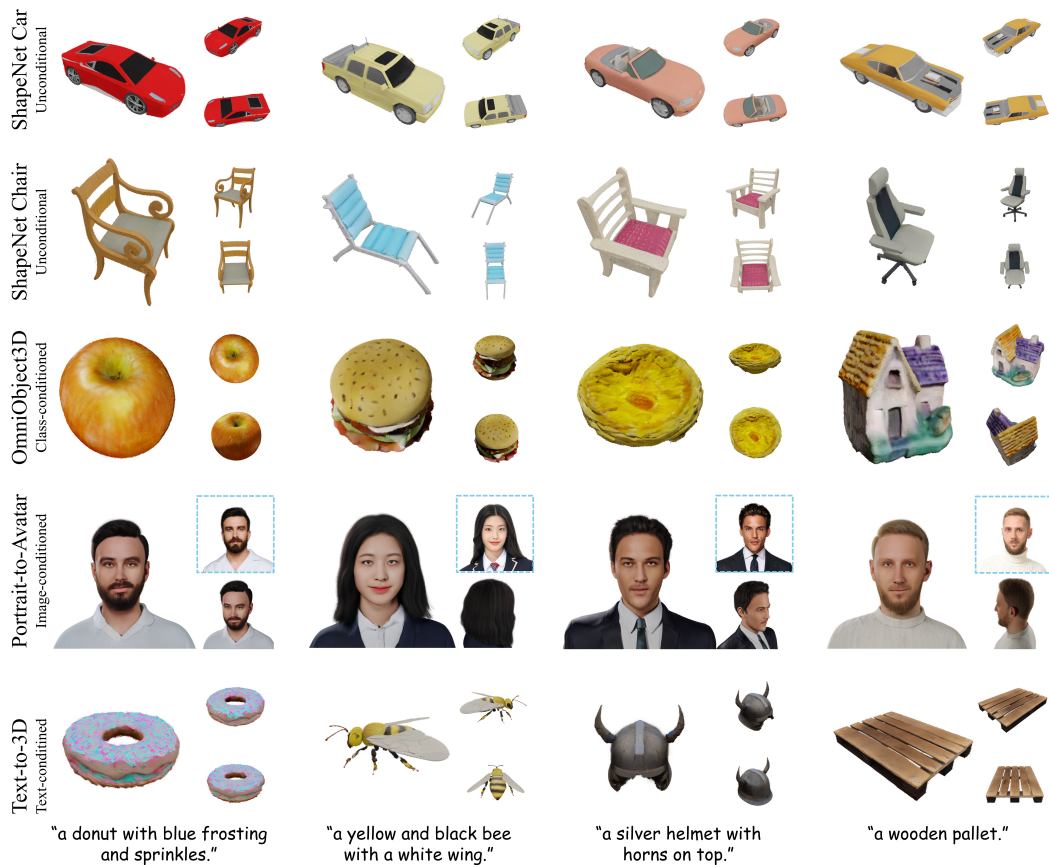 ShapeNet Car
Unconditional
ShapeNet Chair
Unconditional
OmniObject3D
Class-conditioned
Portrait-to-Avatar
Image-conditioned
Text-to-3D
Text-conditined
“a donut with blue frosting
and sprinkles.”
“a yellow and black bee
with a white wing.”
“a silver helmet with
horns on top.”
“a wooden pallet.”